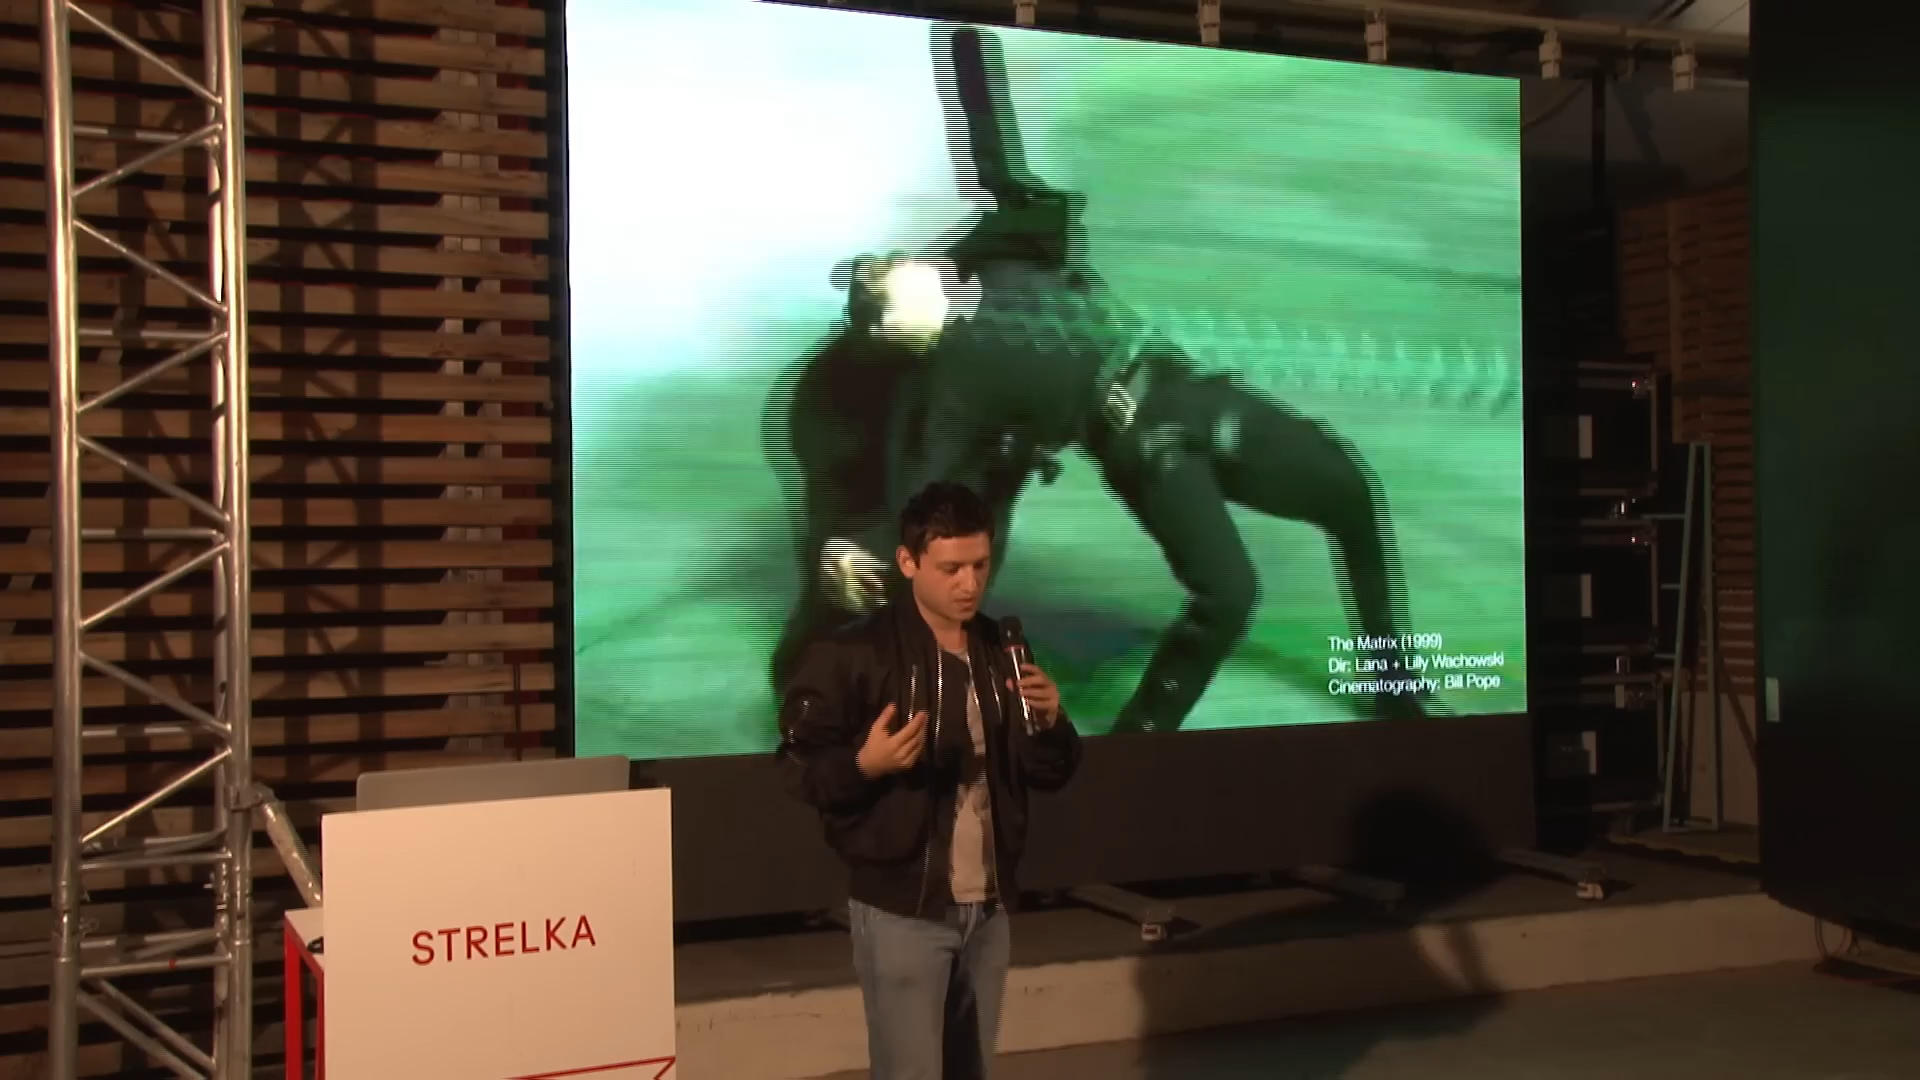 The Matrix (1999)
Dir: Lana + Lilly Wachowski
Cinematography: Bill Pope
STRELKA